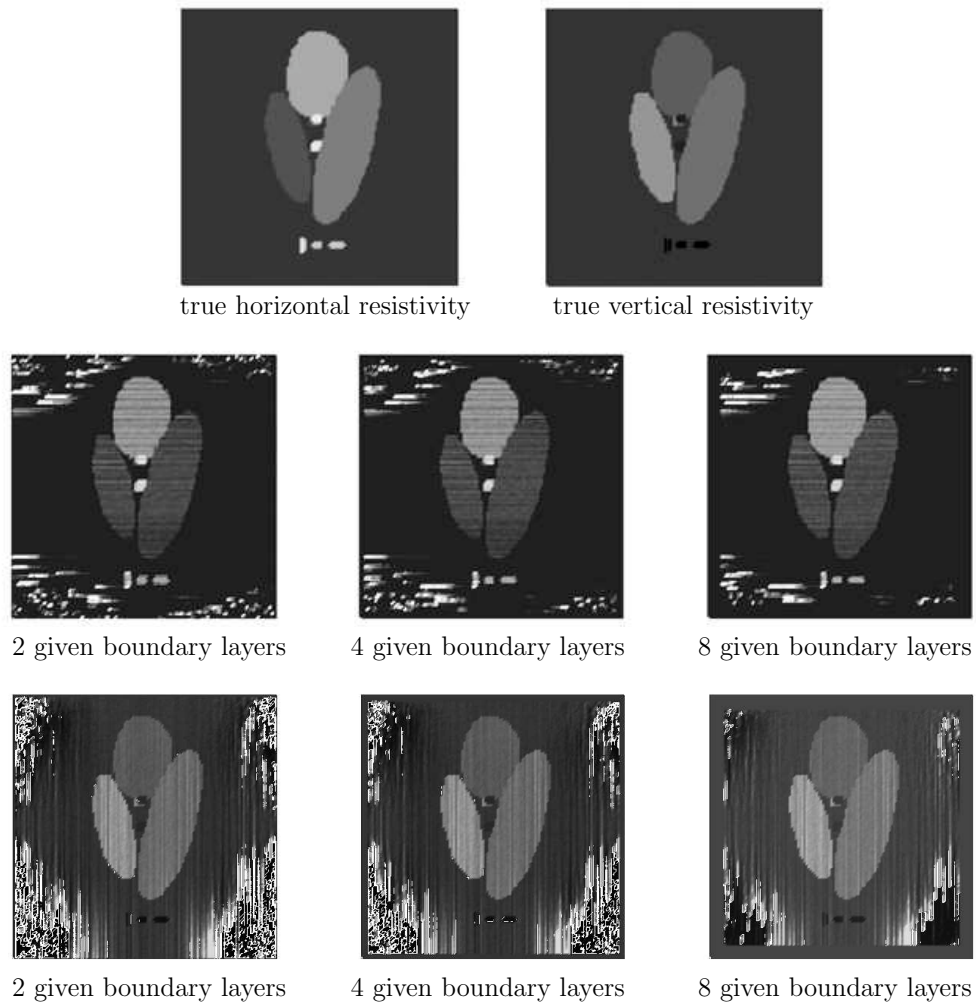 true horizontal resistivity
true vertical resistivity
2 given boundary layers
4 given boundary layers
8 given boundary layers
2 given boundary layers
4 given boundary layers
8 given boundary layers